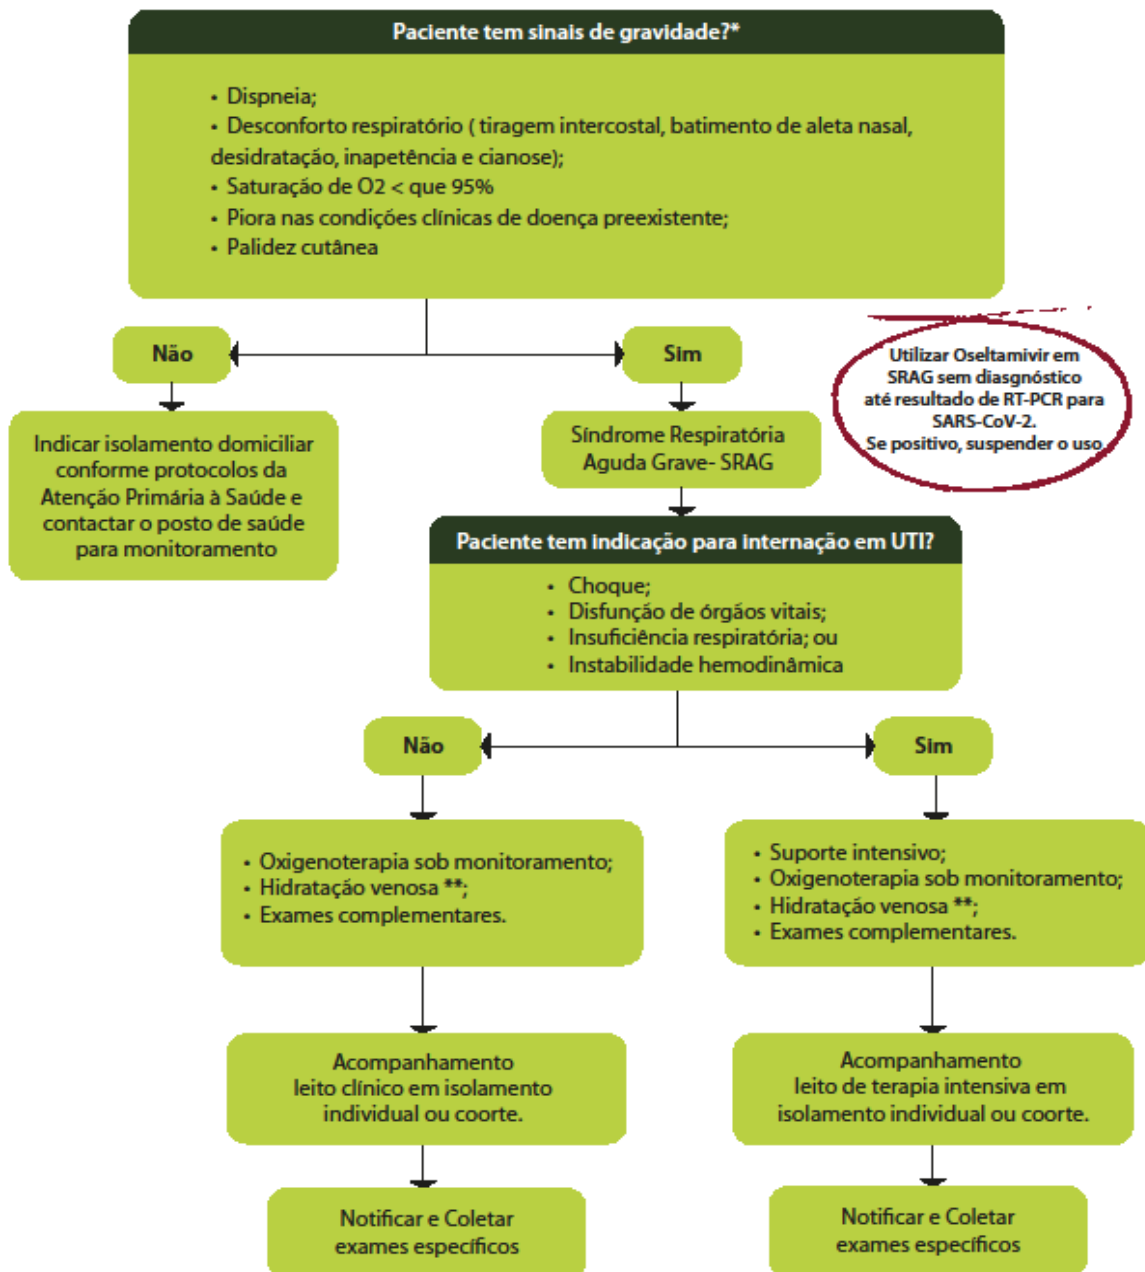 Paciente tem sinais de gravidade?*
• Dispneia;
• Desconforto respiratório ( tiragem intercostal, batimento de aleta nasal,
desidratação, inapetência e cianose);
• Saturação de O2 < que 95%
• Piora nas condições clínicas de doença preexistente;
• Palidez cutânea
Não
Sim
Utilizar Oseltamivir em
SRAG sem diasgnóstico
até resultado de RT-PCR para
SARS-CoV-2.
Se positivo, suspender o uso.
Indicar isolamento domiciliar
conforme protocolos da
Atenção Primária à Saúde e
contactar o posto de saúde
para monitoramento
Síndrome Respiratória
Aguda Grave- SRAG
Paciente tem indicação para internação em UTI?
• Choque;
• Disfunção de órgãos vitais;
• Insuficiência respiratória; ou
• Instabilidade hemodinâmica
Não
Sim
• Oxigenoterapia sob monitoramento;
• Hidratação venosa **;
• Exames complementares.
• Suporte intensivo;
• Oxigenoterapia sob monitoramento;
• Hidratação venosa **;
• Exames complementares.
Acompanhamento
leito clínico em isolamento
individual ou coorte.
Acompanhamento
leito de terapia intensiva em
isolamento individual ou coorte.
Notificar e Coletar
exames específicos
Notificar e Coletar
exames específicos